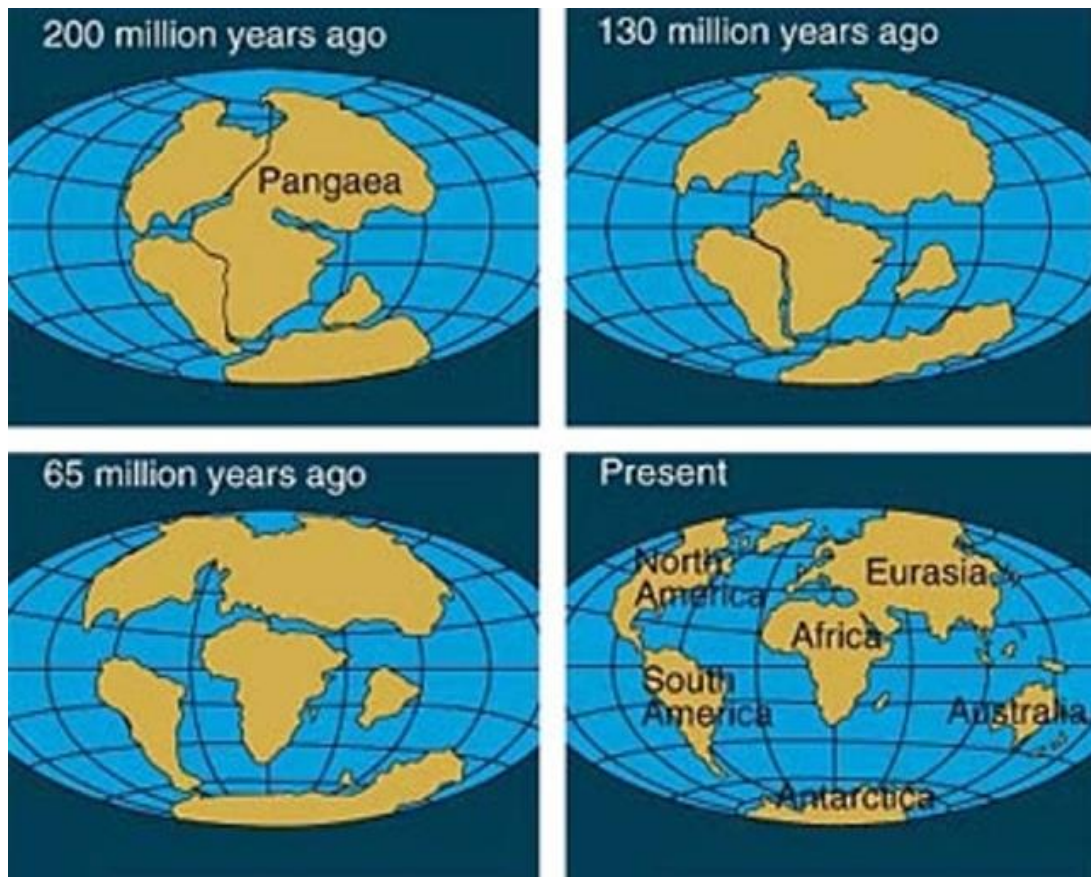 200 million years ago
130 million years ago
Pangaea
65 million years ago
Present
North
America
Eurasia
Africa
South
America
Australia
Antarctica